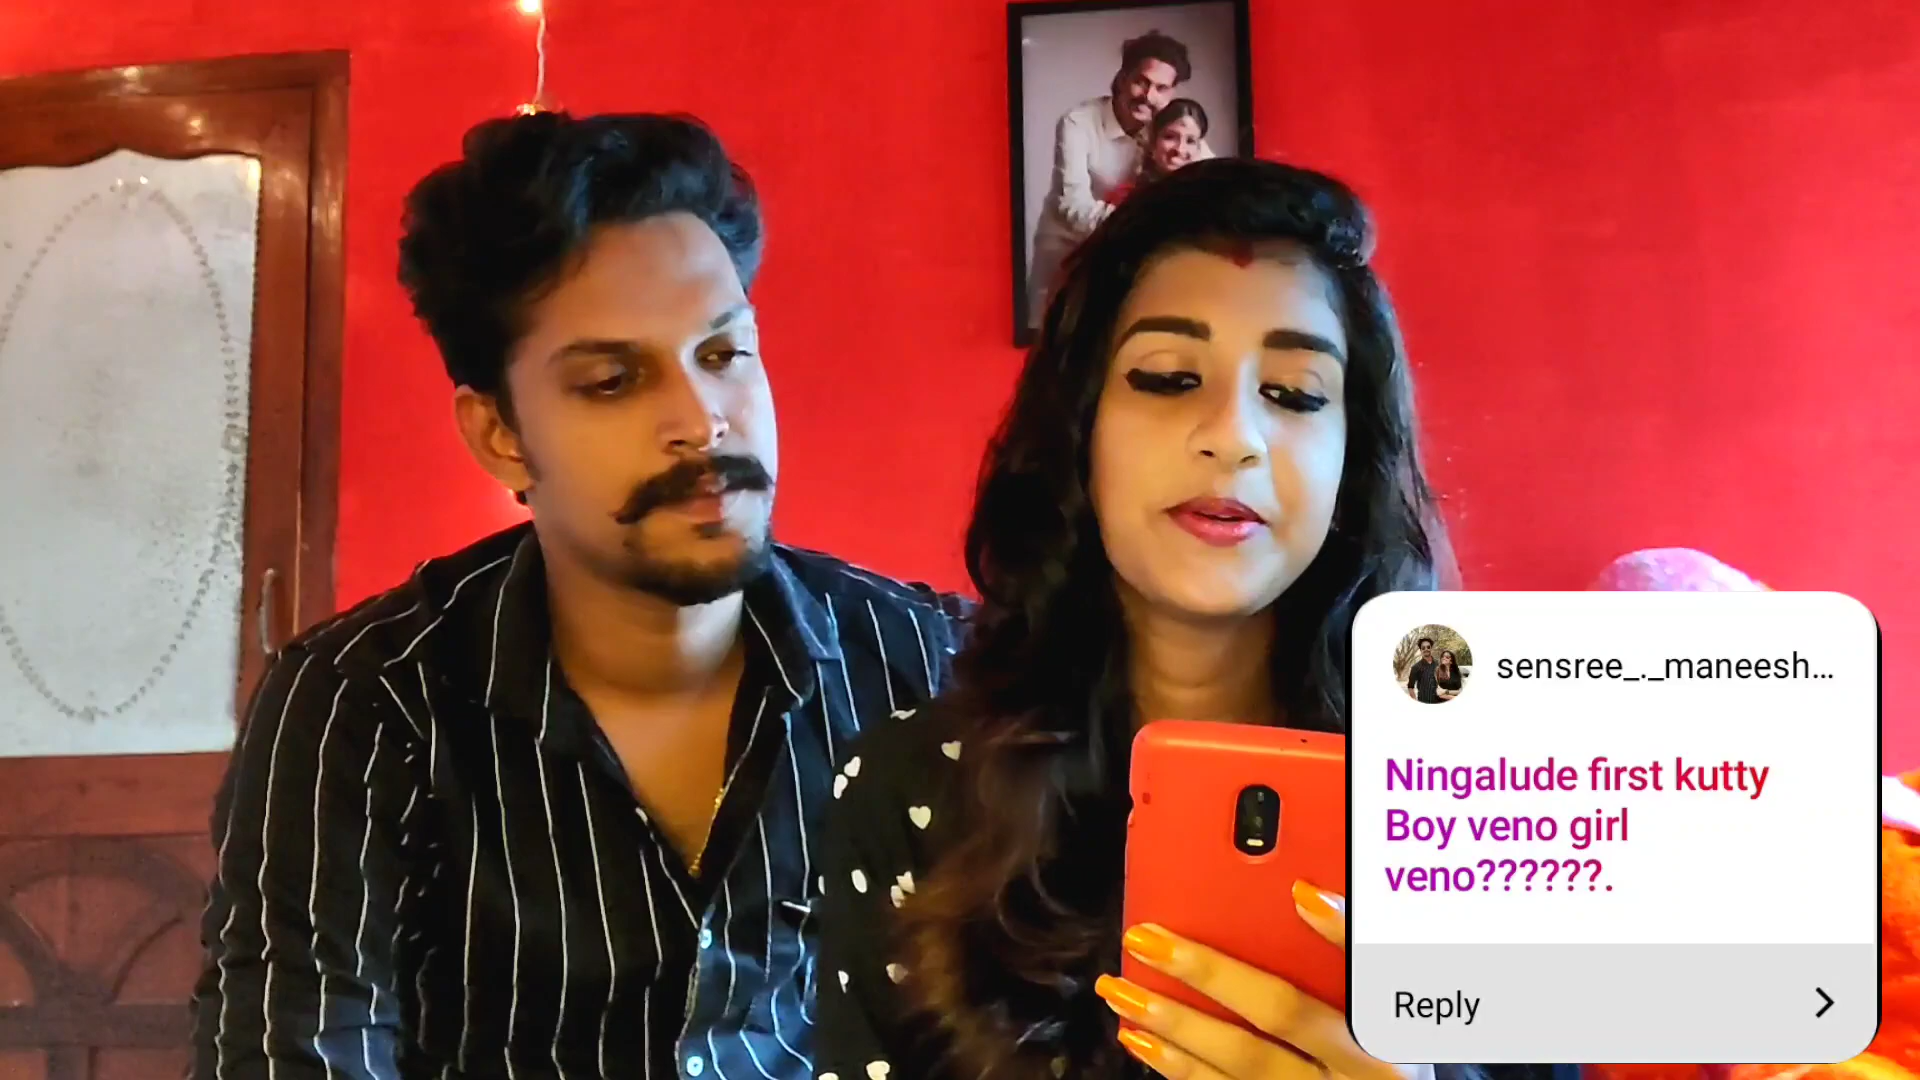 sensree_._maneesh...
Ningalude first kutty
Boy veno girl
veno??????.
Reply